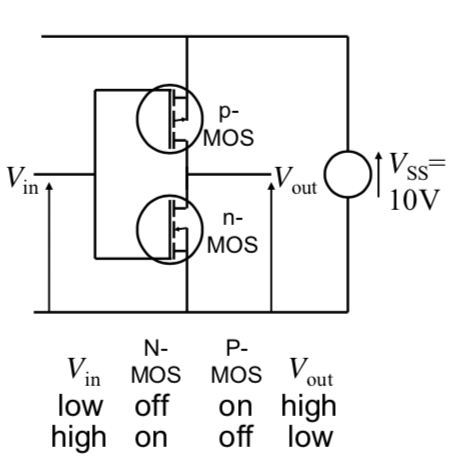 p-
MOS
V_in
V_out
V_SS=
10V
n-
MOS
V_in N-MOS P-MOS V_out
low off on high
high on off low